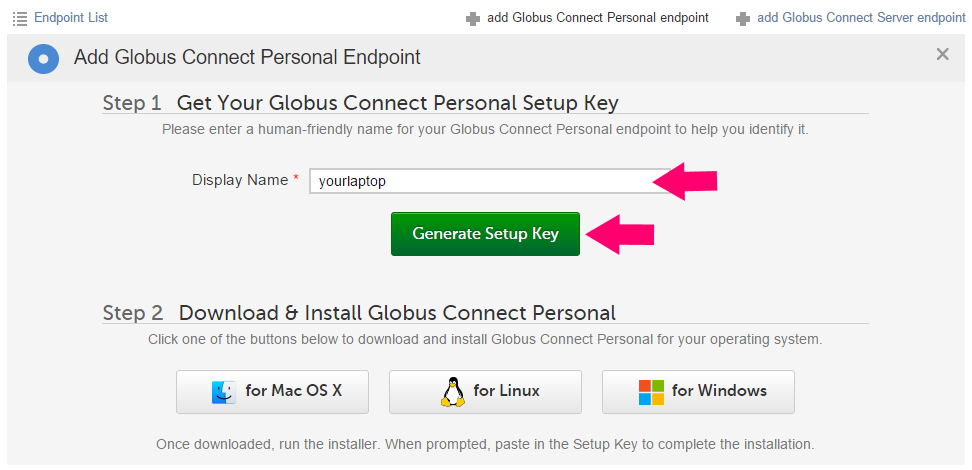 Endpoint List
add Globus Connect Personal endpoint
add Globus Connect Server endpoint
Add Globus Connect Personal Endpoint
Step 1 Get Your Globus Connect Personal Setup Key
Please enter a human-friendly name for your Globus Connect Personal endpoint to help you identify it.
Display Name * yourlaptop
Generate Setup Key
Step 2 Download & Install Globus Connect Personal
Click one of the buttons below to download and install Globus Connect Personal for your operating system.
for Mac OS X
for Linux
for Windows
Once downloaded, run the installer. When prompted, paste in the Setup Key to complete the installation.